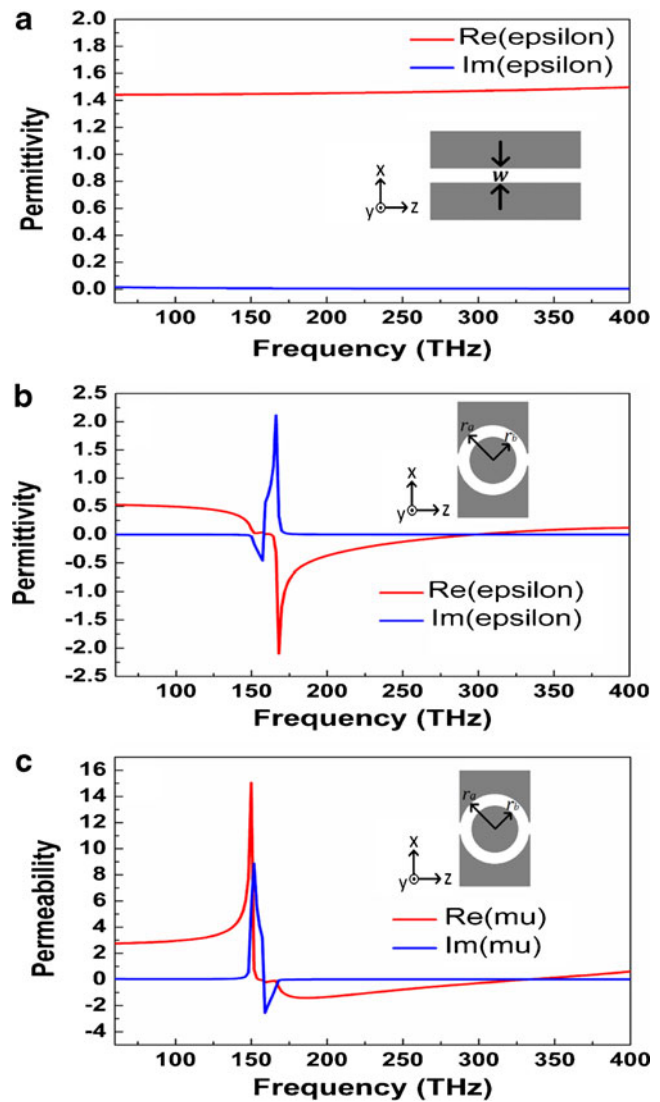 a
2.0
1.8
1.6
1.4
1.2
1.0
0.8
0.6
0.4
0.2
0.0
Permittivity
Re(epsilon)
Im(epsilon)
w
x
y
z
100 150 200 250 300 350 400
Frequency (THz)
b
2.5
2.0
1.5
1.0
0.5
0.0
-0.5
-1.0
-1.5
-2.0
-2.5
Permittivity
ra
rb
x
y
z
Re(epsilon)
Im(epsilon)
100 150 200 250 300 350 400
Frequency (THz)
c
16
14
12
10
8
6
4
2
0
-2
-4
Permeability
ra
rb
x
y
z
Re(mu)
Im(mu)
100 150 200 250 300 350 400
Frequency (THz)